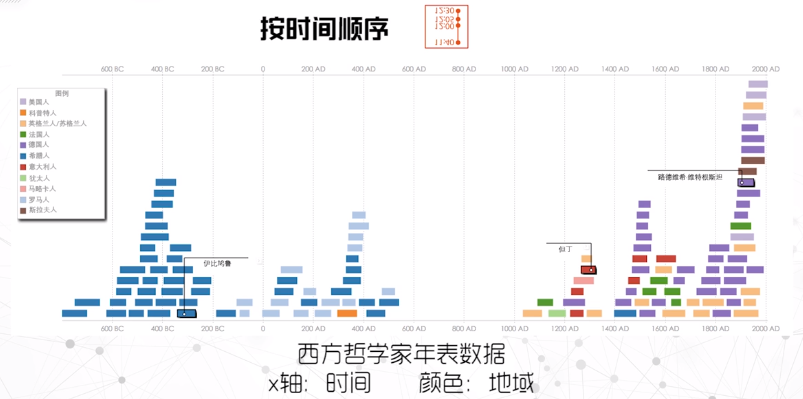 按时间顺序
12:30
12:05
12:00
11:40
600 BC 400 BC 200 BC 0 200 AD 400 AD 600 AD 800 AD 1000 AD 1200 AD 1400 AD 1600 AD 1800 AD 2000 AD
图例
美国人
科普特人
英格兰人/苏格兰人
法国人
德国人
希腊人
意大利人
犹太人
马略卡人
罗马人
斯拉夫人
伊比鸠鲁
但丁
路德维希·维特根斯坦
600 BC 400 BC 200 BC 0 200 AD 400 AD 600 AD 800 AD 1000 AD 1200 AD 1400 AD 1600 AD 1800 AD 2000 AD
西方哲学家年表数据
x轴：时间 颜色：地域